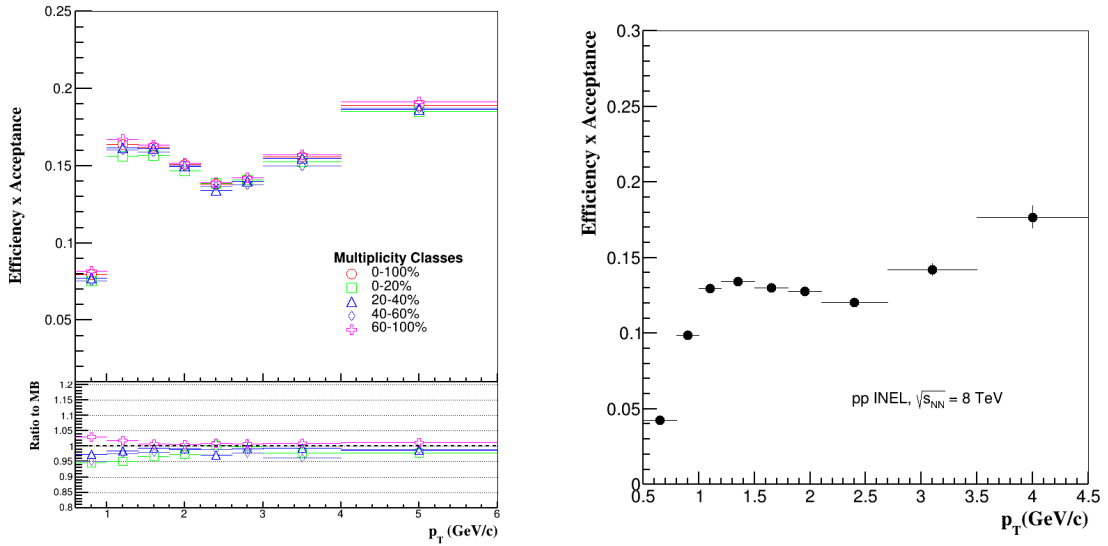 0.25
0.2
0.15
0.1
0.05
Efficiency x Acceptance
Multiplicity Classes
0-100%
0-20%
20-40%
40-60%
60-100%
1.2
1.15
1.1
1.05
1
0.95
0.9
0.85
0.8
Ratio to MB
1 2 3 4 5 6
p_T (GeV/c)
0.3
0.25
0.2
0.15
0.1
0.05
0
Efficiency x Acceptance
pp INEL, √s_NN = 8 TeV
0.5 1 1.5 2 2.5 3 3.5 4 4.5
p_T (GeV/c)